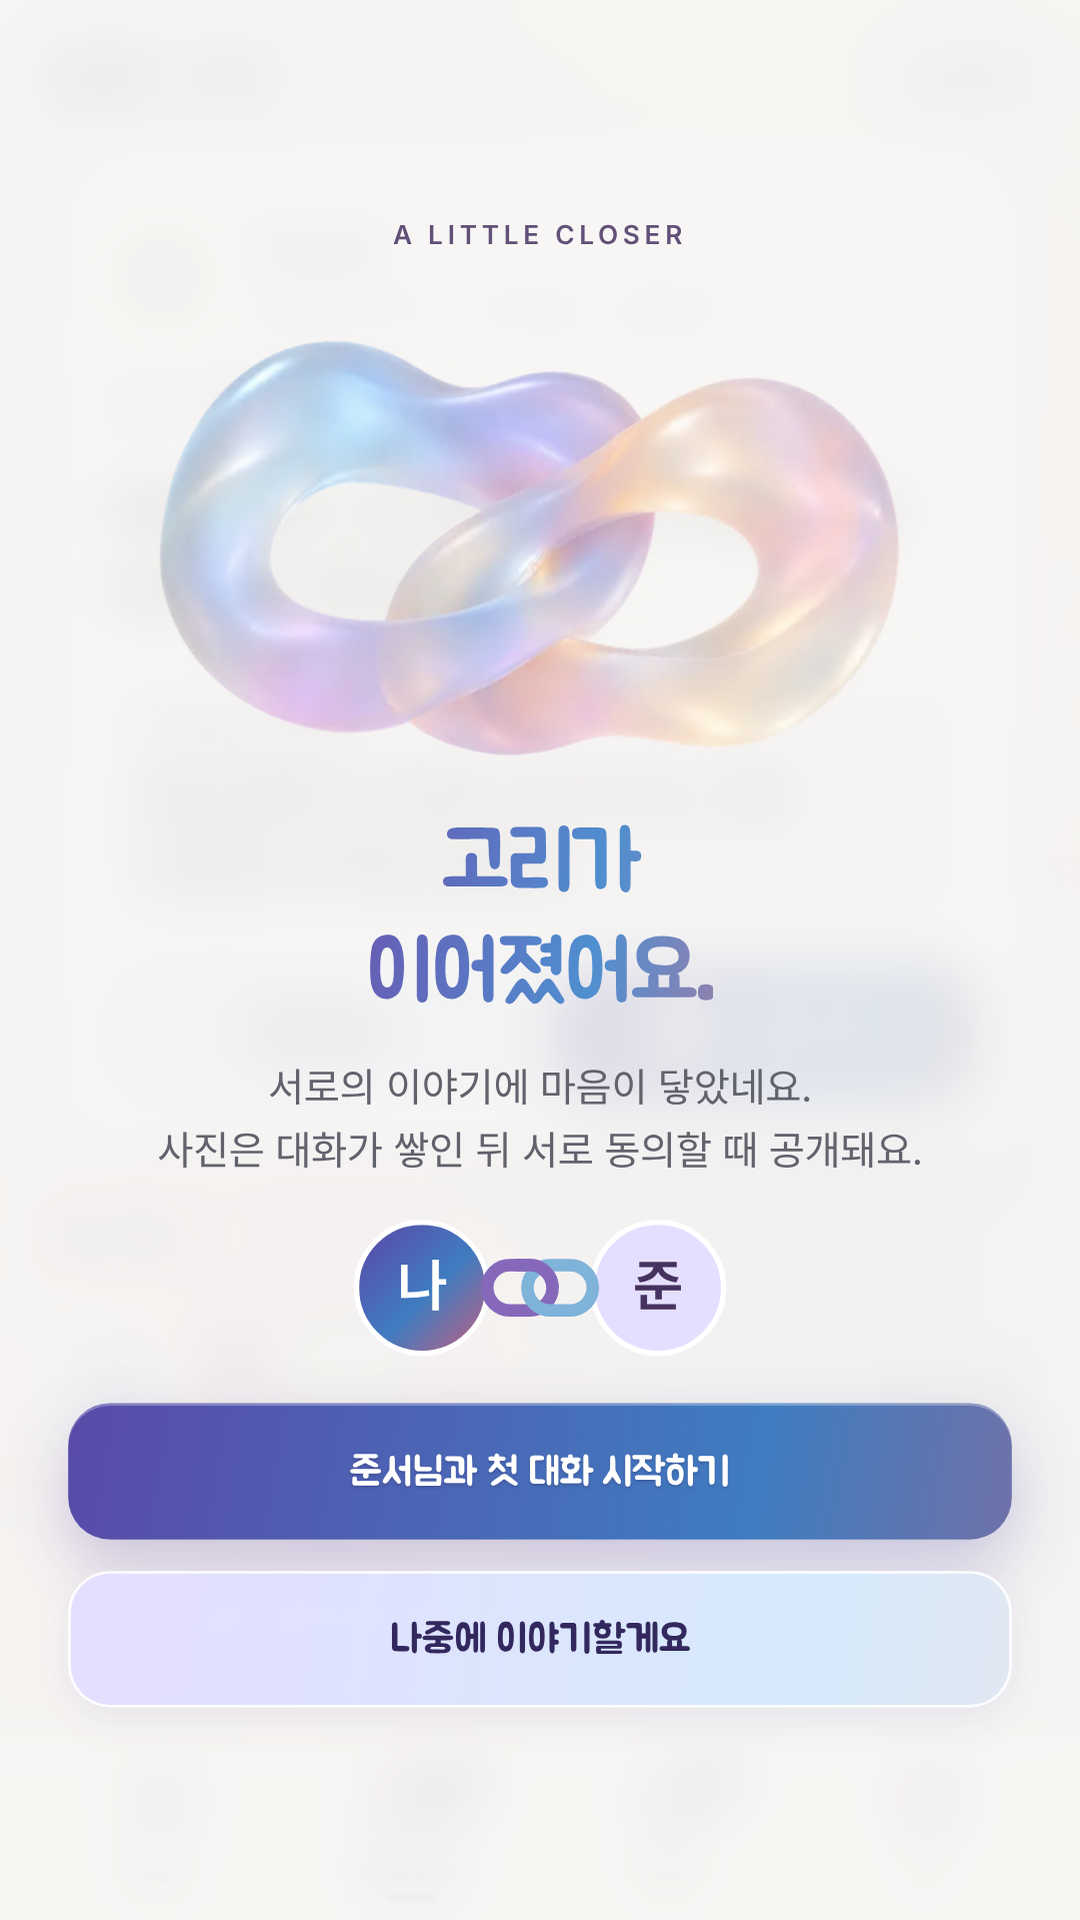 A LITTLE CLOSER
고리가
이어졌어요.
서로의 이야기에 마음이 닿았네요.
사진은 대화가 쌓인 뒤 서로 동의할 때 공개돼요.
나 준
준서님과 첫 대화 시작하기
나중에 이야기할게요